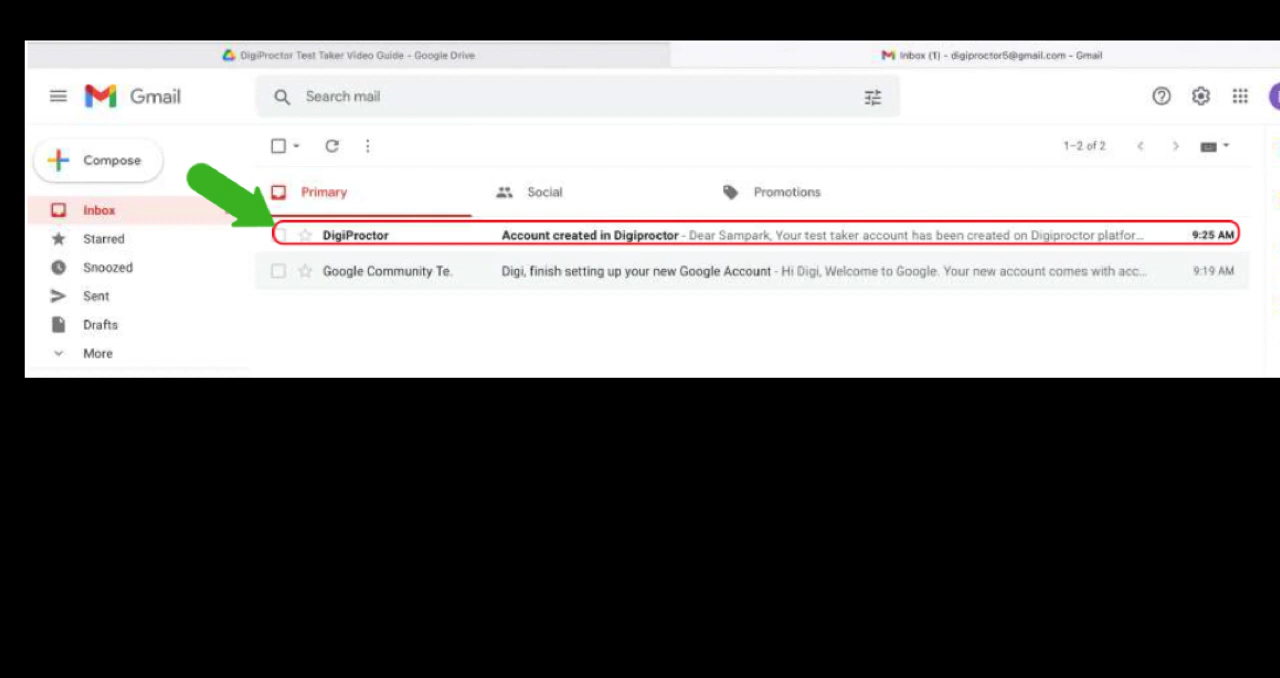 DigiProctor Test Taker Video Guide - Google Drive
Inbox (1) - digiproctor5@gmail.com - Gmail
Gmail
Search mail
Compose
1-2 of 2
Primary
Social
Promotions
Inbox
DigiProctor Account created in Digiproctor - Dear Sampark, Your test taker account has been created on Digiproctor platfor... 9:25 AM
Starred
Snoozed
Google Community Te. Digi, finish setting up your new Google Account - Hi Digi, Welcome to Google. Your new account comes with acc... 9:19 AM
Sent
Drafts
More